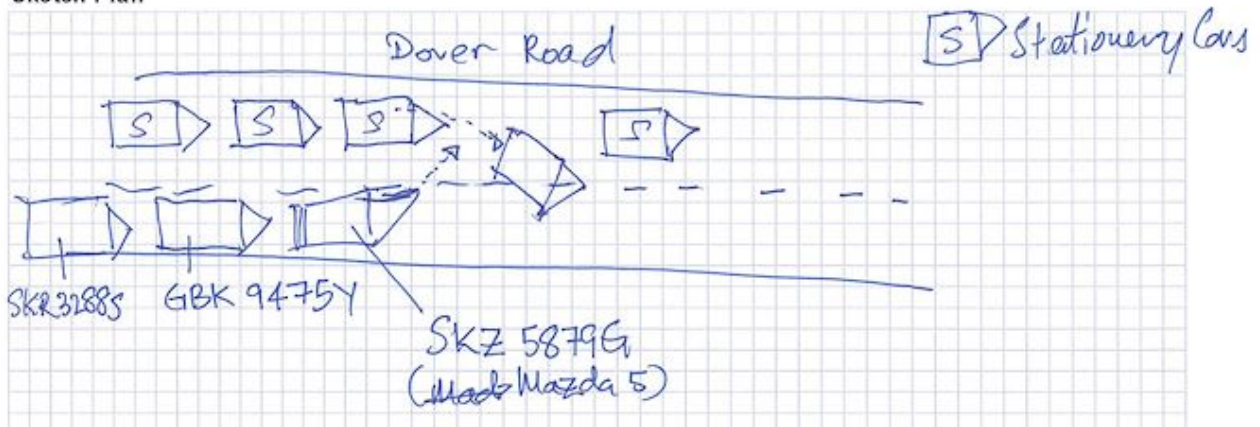 Sketch Plan
Dover Road
S Stationery Cars
S S S S
SKR3288S GBK 9475Y
SKZ 5879G
(Mazda 5)